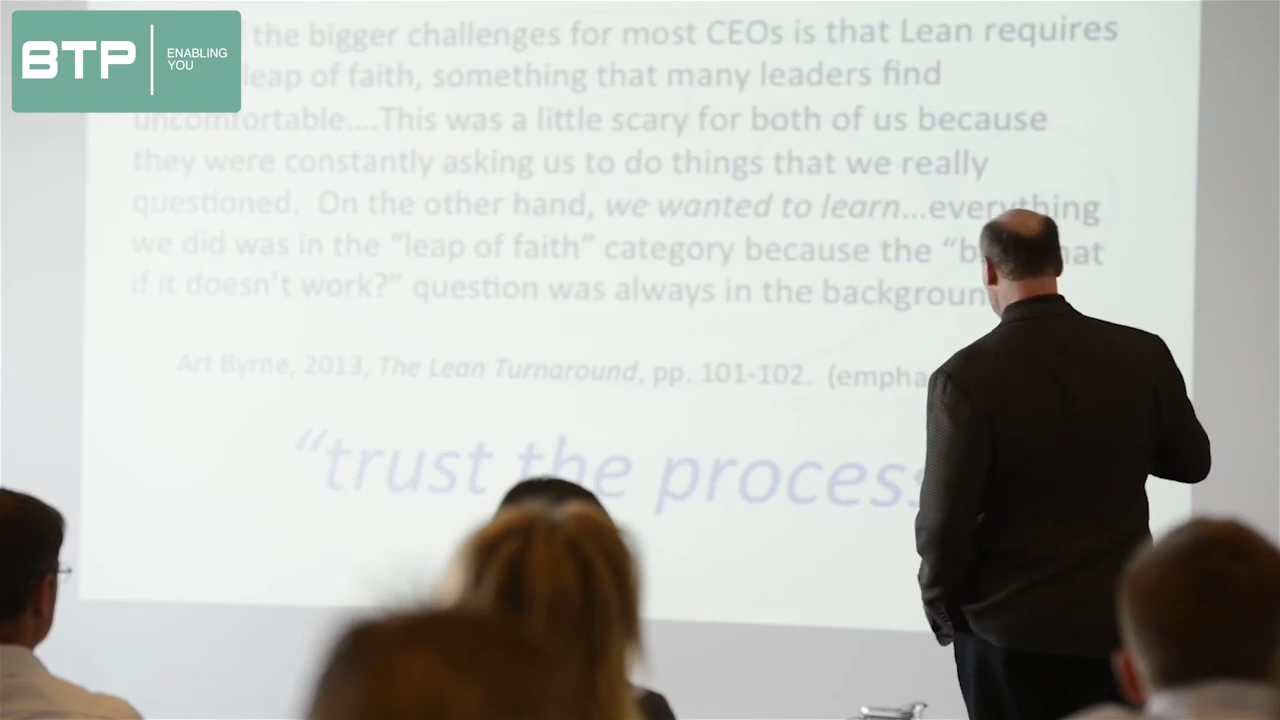 BTP
ENABLING
YOU
the bigger challenges for most CEOs is that Lean requires
leap of faith, something that many leaders find
uncomfortable....This was a little scary for both of us because
they were constantly asking us to do things that we really
questioned. On the other hand, we wanted to learn...everything
we did was in the “leap of faith” category because the
if it doesn’t work?” question was always in the background
Art Byrne, 2013, The Lean Turnaround, pp. 101-102.
“trust the process